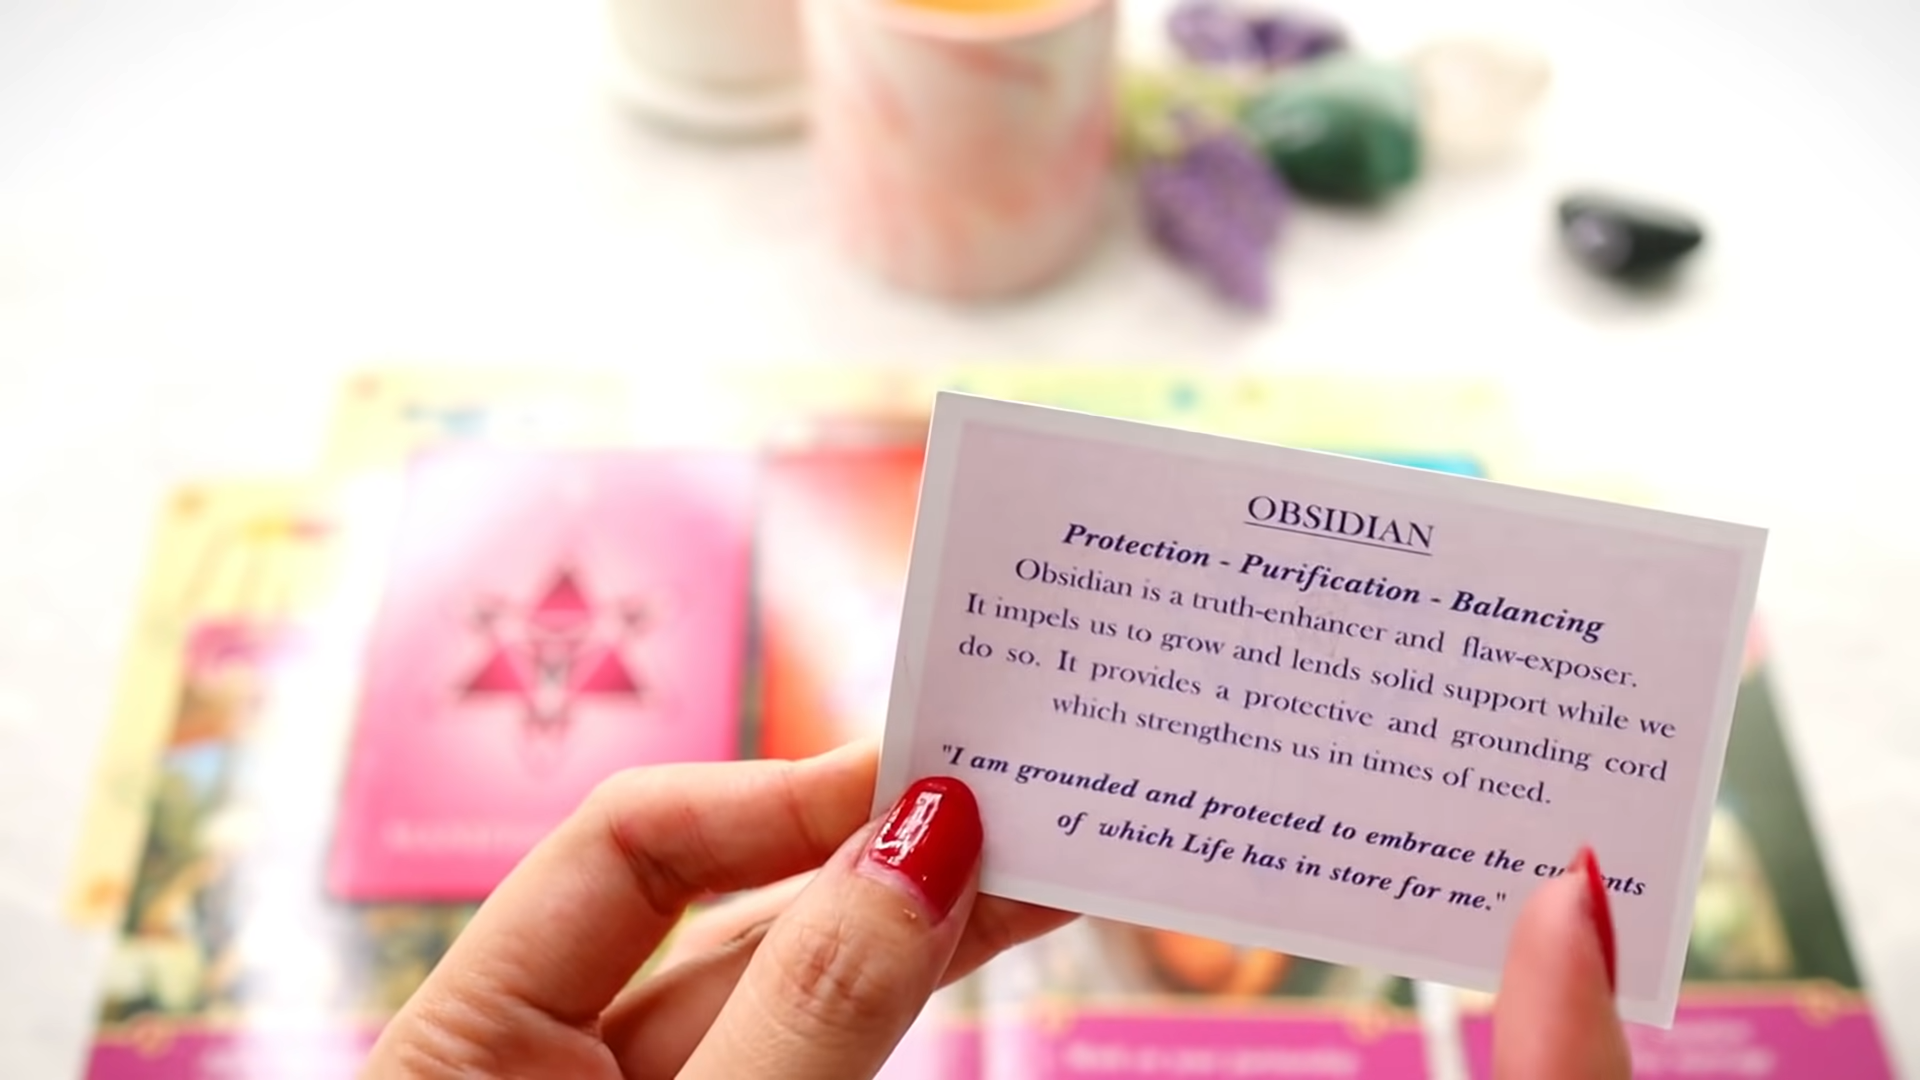 OBSIDIAN
Protection - Purification - Balancing
Obsidian is a truth-enhancer and flaw-exposer.
It impels us to grow and lends solid support while we
do so. It provides a protective and grounding cord
which strengthens us in times of need.
"I am grounded and protected to embrace the
of which Life has in store for me."